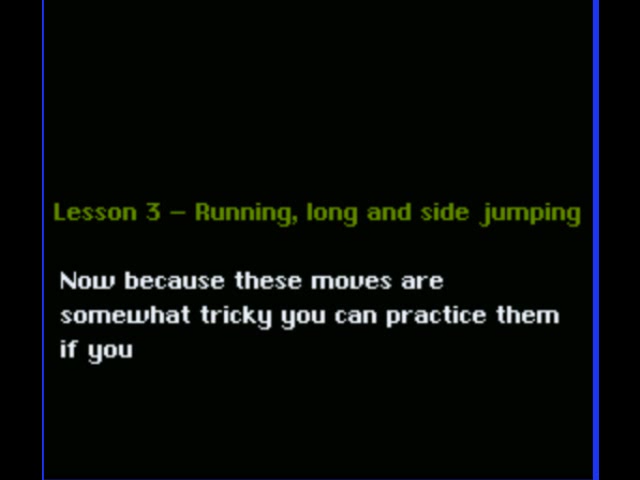 Lesson 3 – Running, long and side jumping
Now because these moves are
somewhat tricky you can practice them
if you